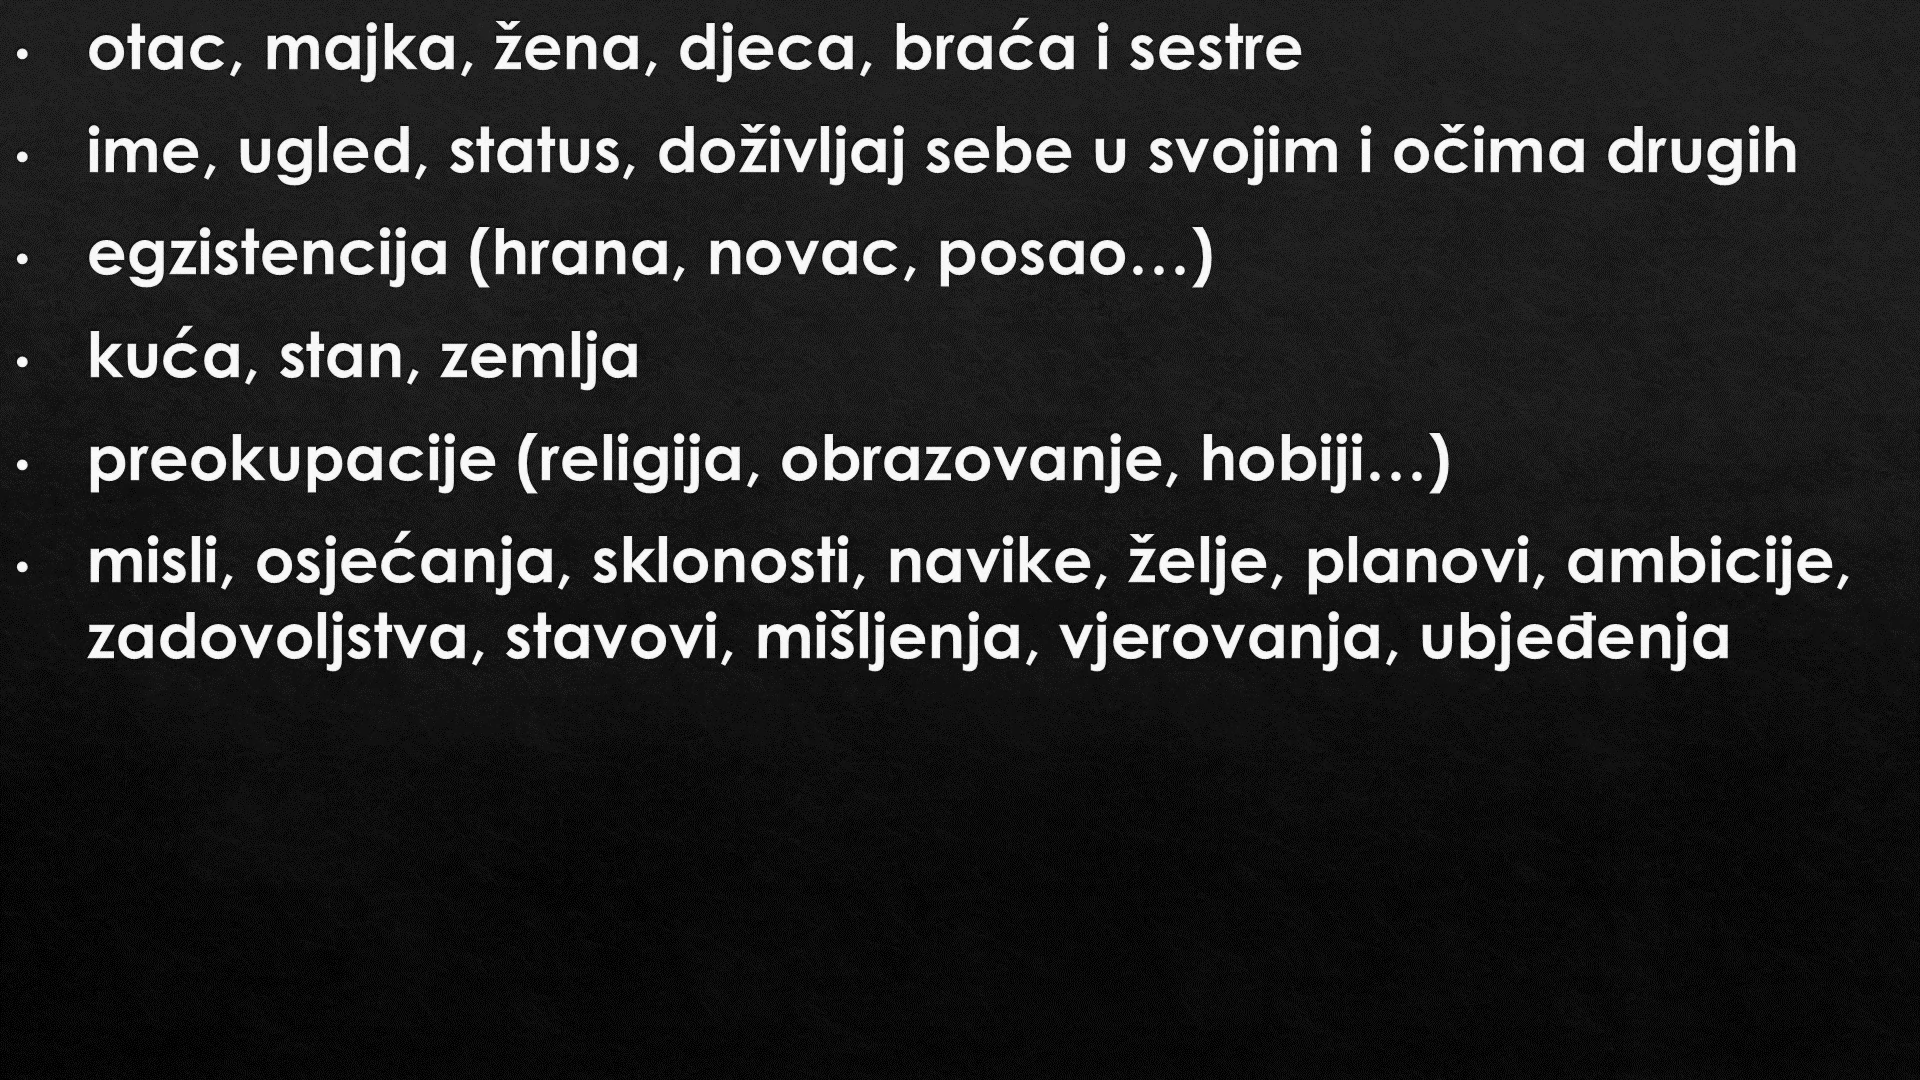 • otac, majka, žena, djeca, braća i sestre
• ime, ugled, status, doživljaj sebe u svojim i očima drugih
• egzistencija (hrana, novac, posao…)
• kuća, stan, zemlja
• preokupacije (religija, obrazovanje, hobiji…)
• misli, osjećanja, sklonosti, navike, želje, planovi, ambicije,
zadovoljstva, stavovi, mišljenja, vjerovanja, ubjeđenja